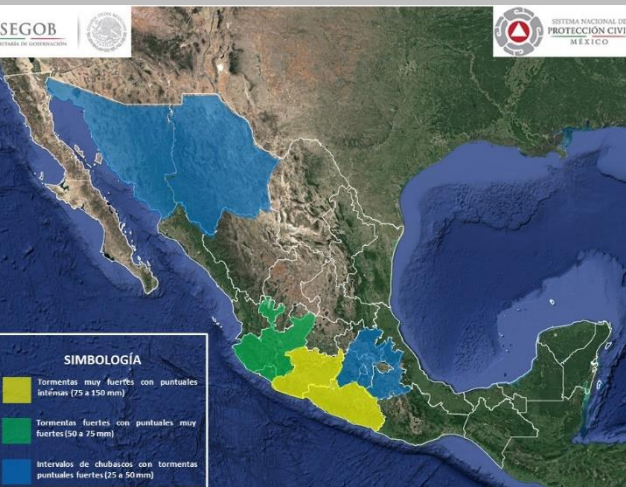 SEGOB
SECRETARÍA DE GOBERNACIÓN
SISTEMA NACIONAL DE
PROTECCIÓN CIVI
MÉXICO
SIMBOLOGÍA
Tormentas muy fuertes con puntuales
intensas (75 a 150 mm)
Tormentas fuertes con puntuales muy
fuertes (50 a 75 mm)
Intervalos de chubascos con tormentas
puntuales fuertes (25 a 50 mm)